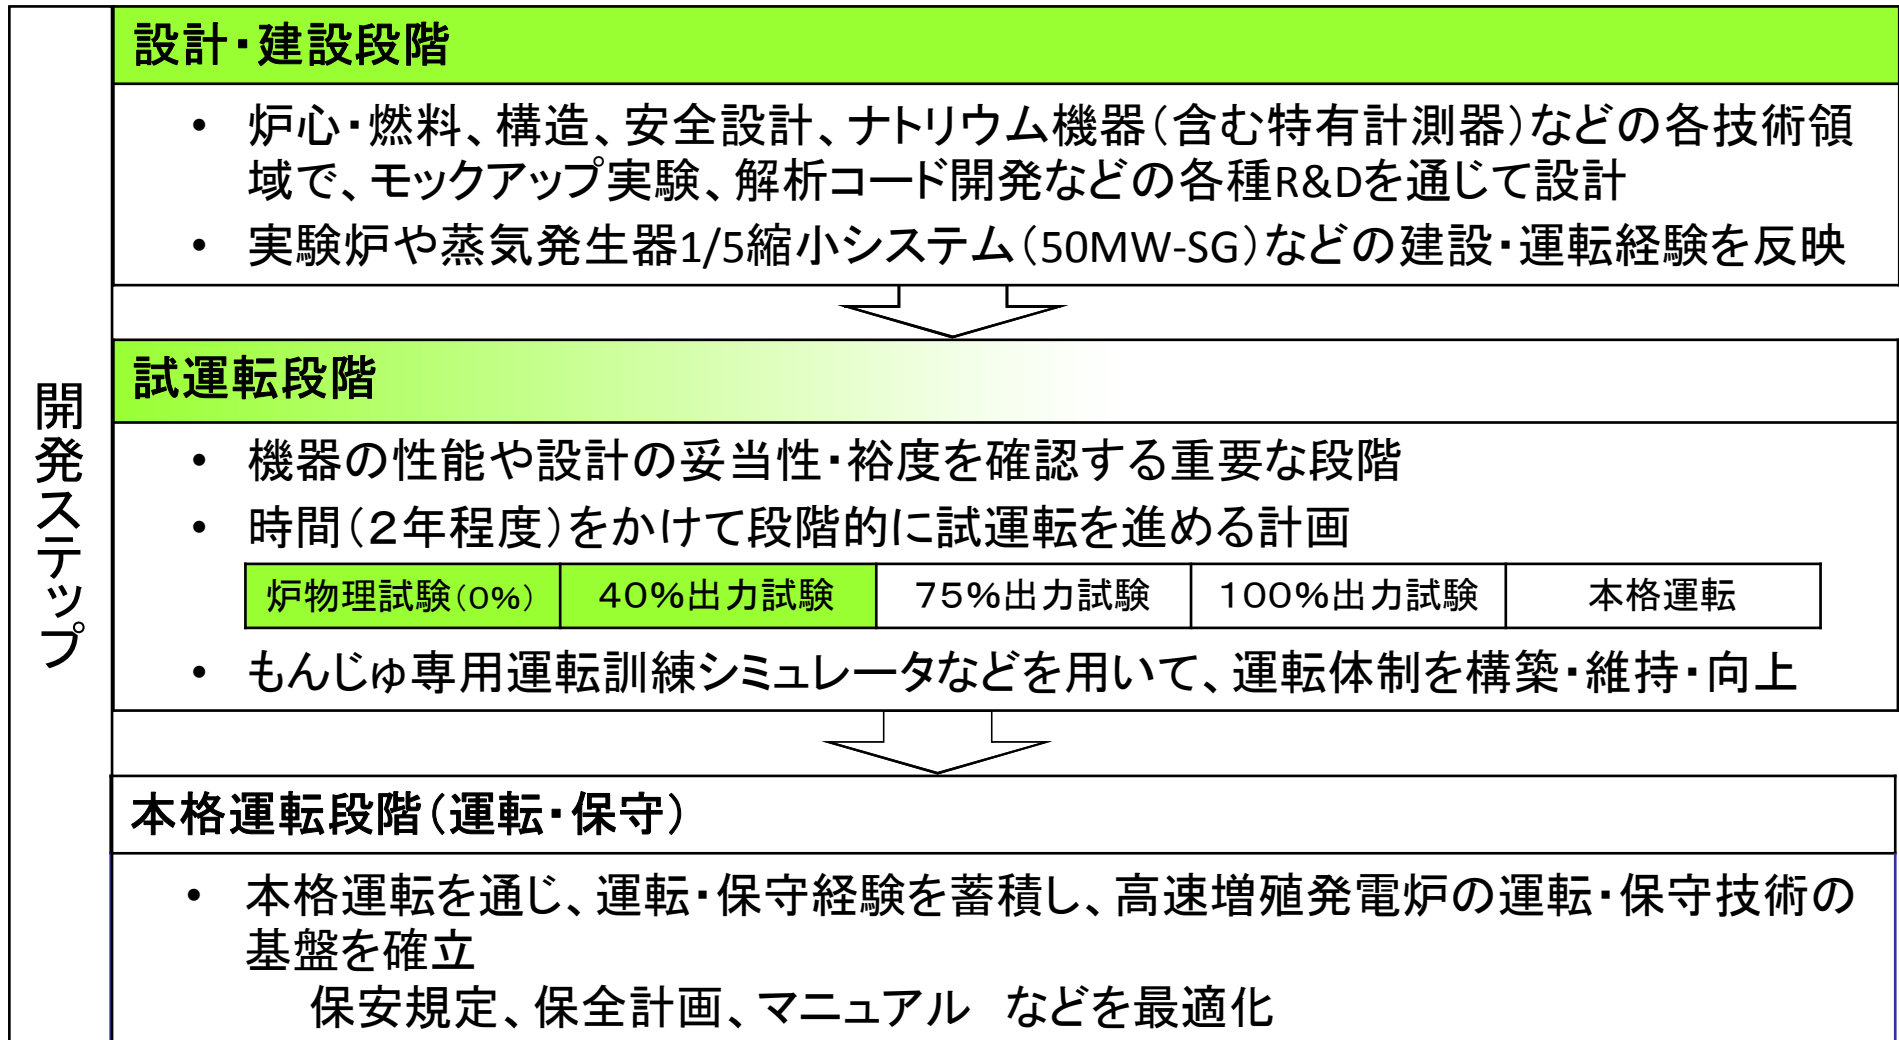 開発ステップ
設計・建設段階
• 炉心・燃料、構造、安全設計、ナトリウム機器（含む特有計測器）などの各技術領
域で、モックアップ実験、解析コード開発などの各種R&Dを通じて設計
• 実験炉や蒸気発生器1/5縮小システム（50MW-SG）などの建設・運転経験を反映
試運転段階
• 機器の性能や設計の妥当性・裕度を確認する重要な段階
• 時間（２年程度）をかけて段階的に試運転を進める計画
炉物理試験（0%） 40%出力試験 75%出力試験 100%出力試験 本格運転
• もんじゅ専用運転訓練シミュレータなどを用いて、運転体制を構築・維持・向上
本格運転段階（運転・保守）
• 本格運転を通じ、運転・保守経験を蓄積し、高速増殖発電炉の運転・保守技術の
基盤を確立
保安規定、保全計画、マニュアル　などを最適化